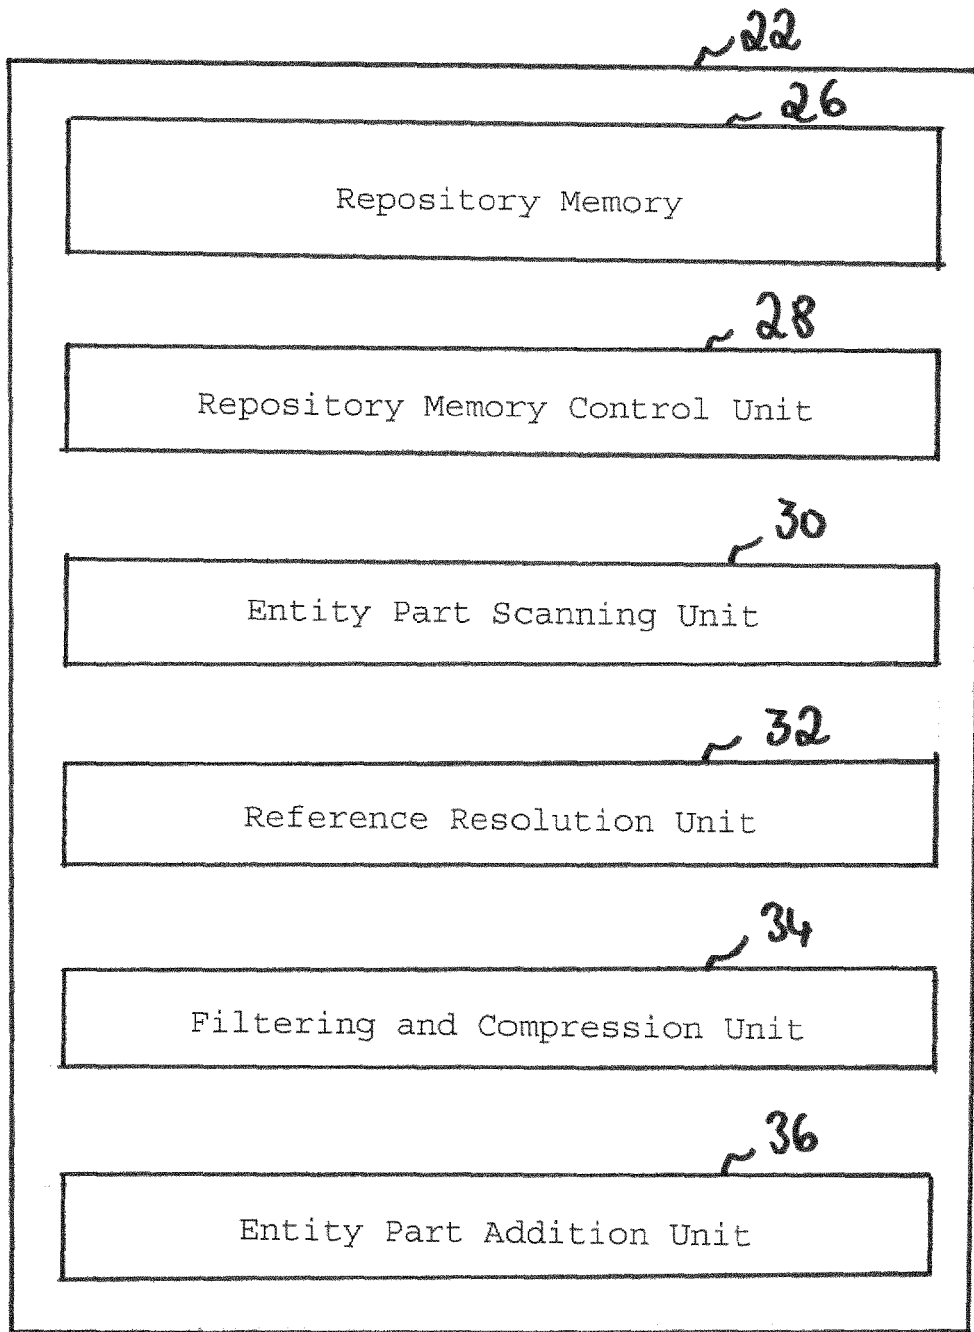 22
26
Repository Memory
28
Repository Memory Control Unit
30
Entity Part Scanning Unit
32
Reference Resolution Unit
34
Filtering and Compression Unit
36
Entity Part Addition Unit